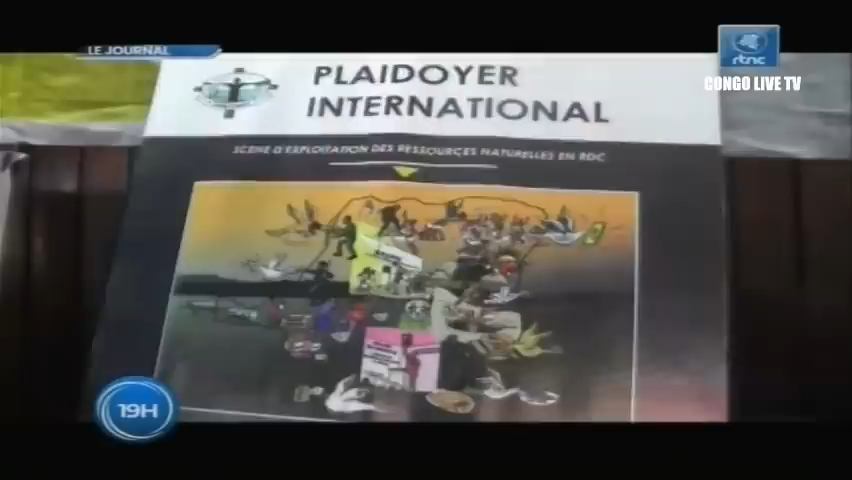 LE JOURNAL
rtnc
CONGO LIVE TV
PLAIDOYER
INTERNATIONAL
SCENE D'EXPLOITATION DES RESSOURCES NATURELLES EN RDC
19H